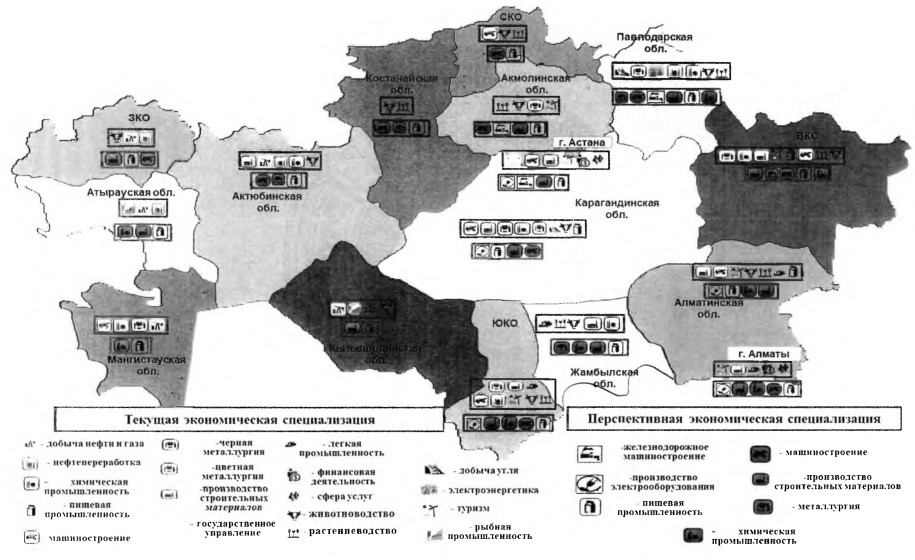 СКО
Павлодарская
обл.
Костанайская
обл.
Акмолинская
обл.
ЗКО
г. Астана
ВКО
Атырауская обл.
Актюбинская
обл.
Карагандинская
обл.
Алматинская
обл.
ЮКО
Кызылординская
обл.
Мангистауская
обл.
Жамбылская
обл.
г. Алматы
Текущая экономическая специализация
- добыча нефти и газа
- нефтепереработка
- химическая
промышленность
- пищевая
промышленность
- машиностроение
-черная
металлургия
-цветная
металлургия
-производство
строительных
материалов
- государственное
управление
- легкая
промышленность
- финансовая
деятельность
- сфера услуг
- животноводство
- растениеводство
- добыча угля
- электроэнергетика
- туризм
- рыбная
промышленность
Перспективная экономическая специализация
-железнодорожное
машиностроение
-производство
электрооборудования
- пищевая
промышленность
- машиностроение
-производство
строительных материалов
- металлургия
- химическая
промышленность